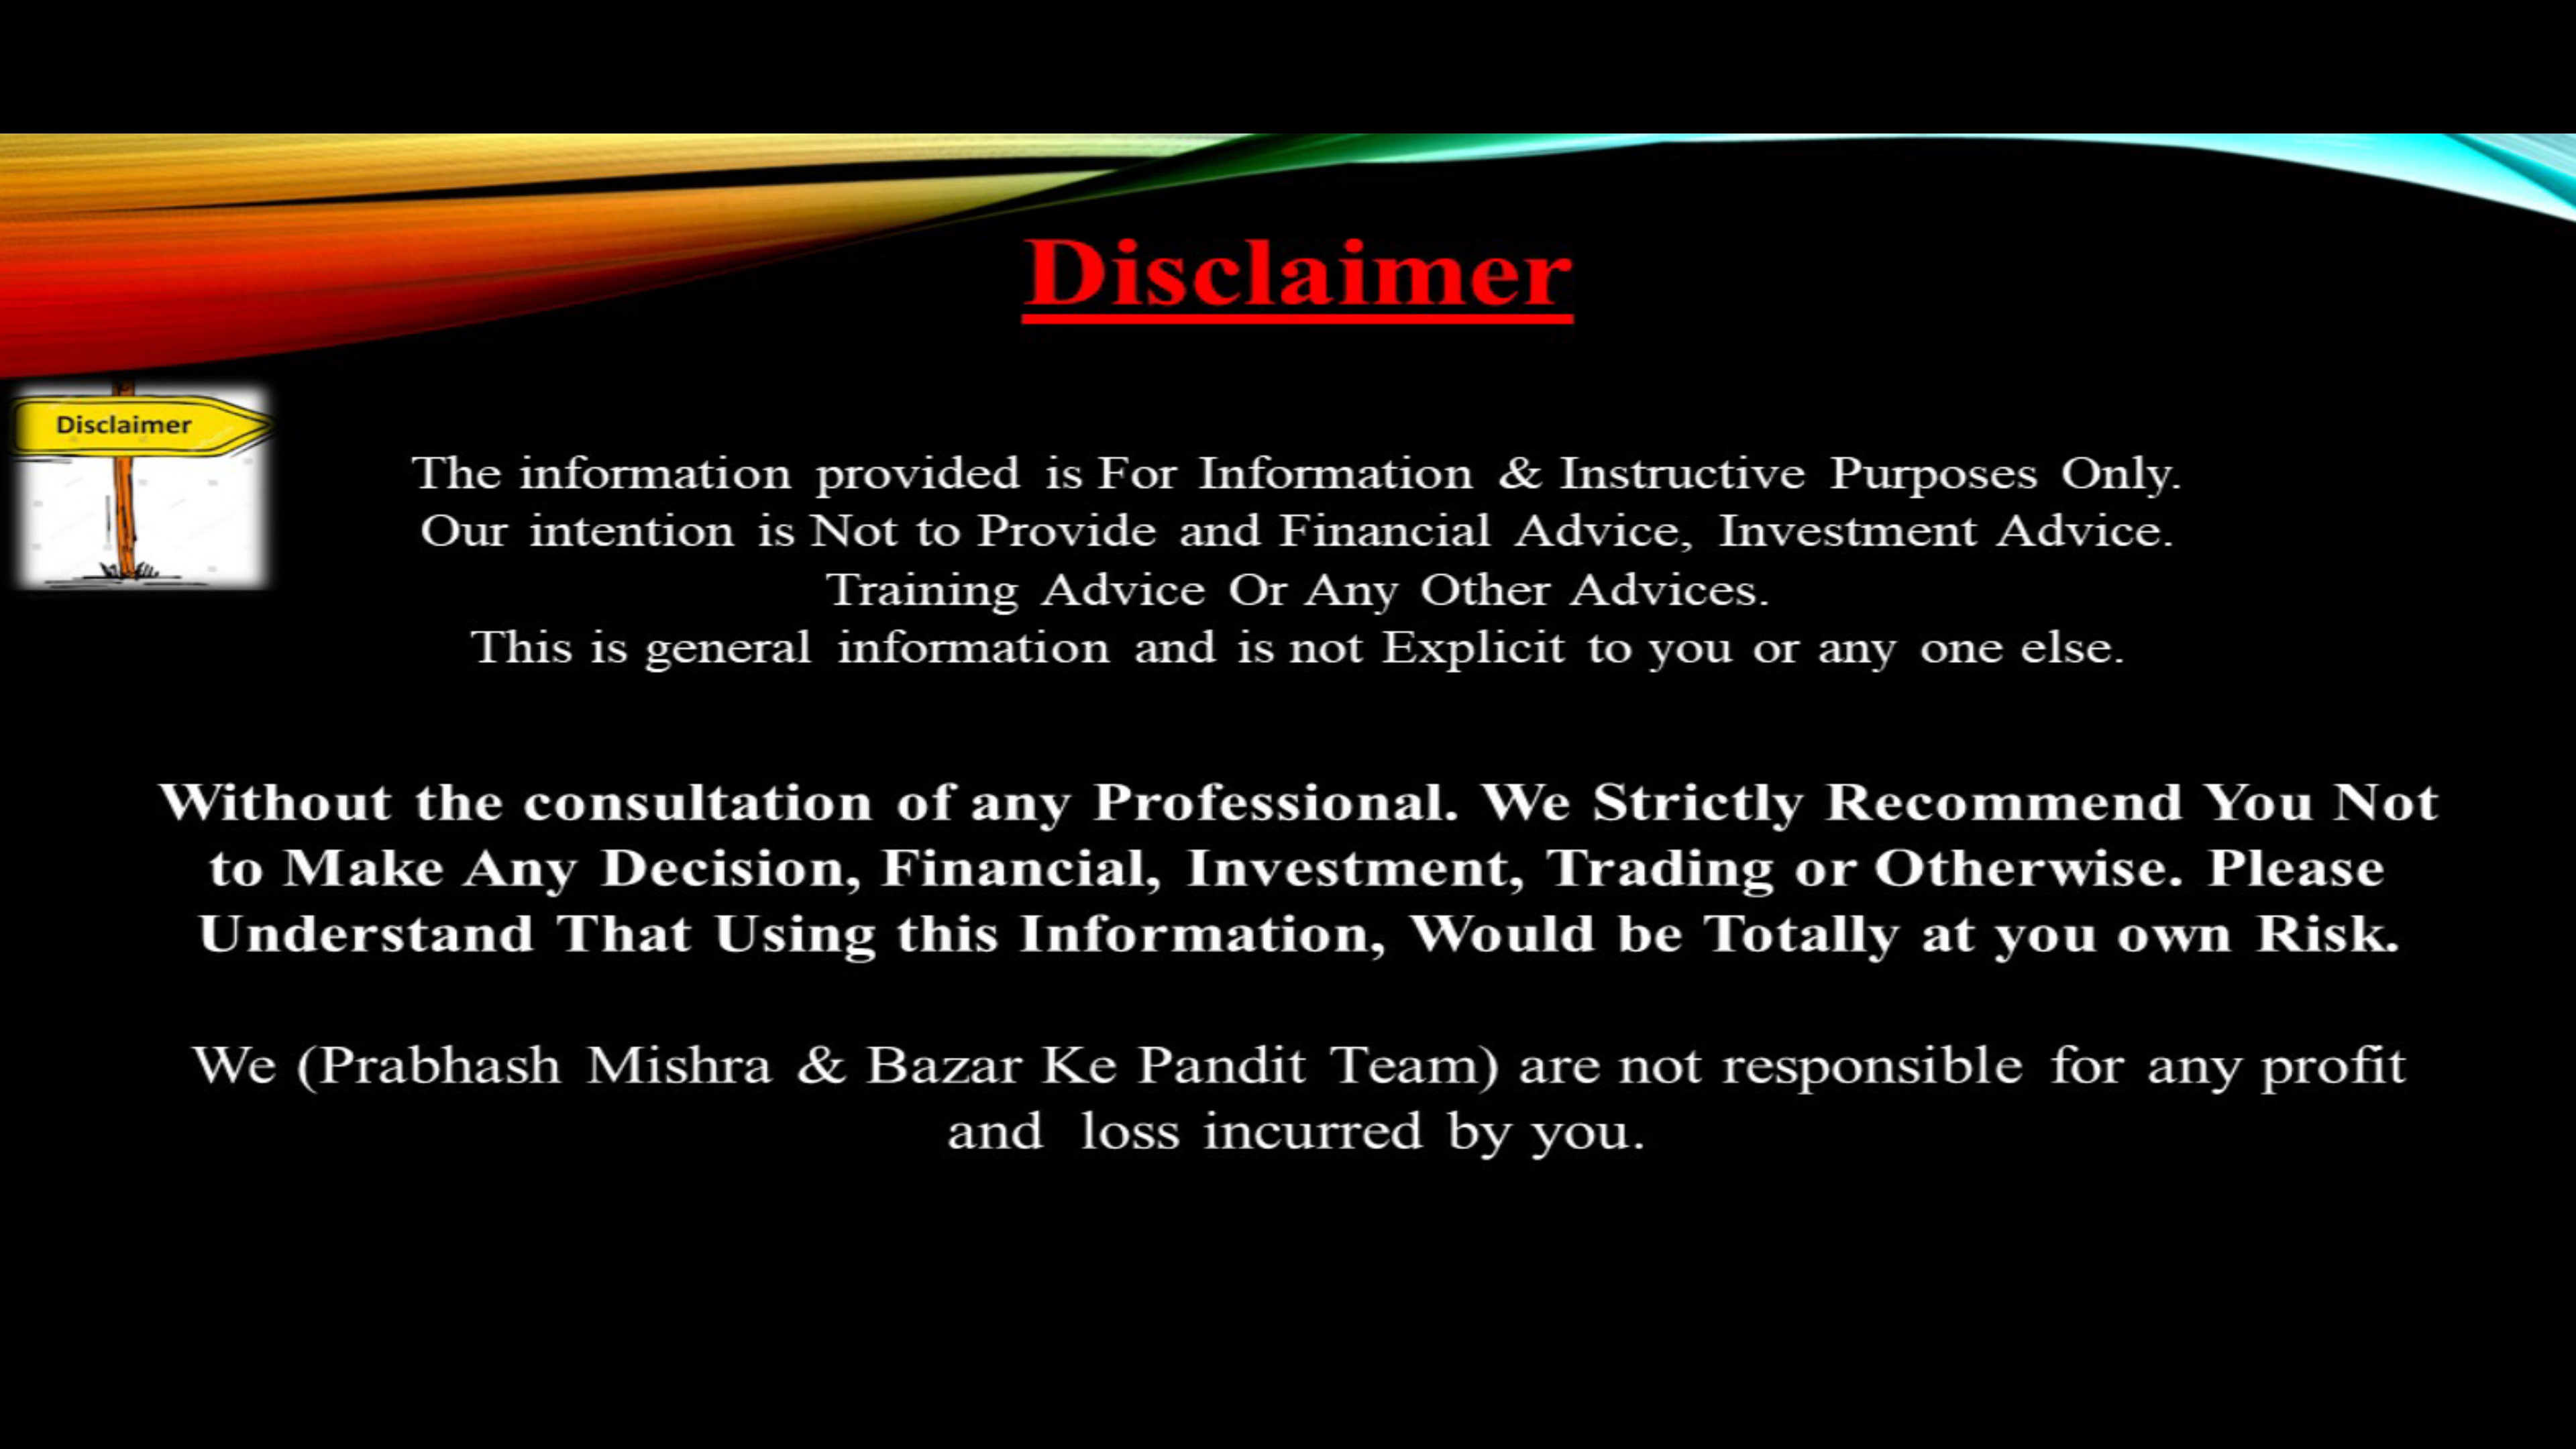 Disclaimer
Disclaimer
The information provided is For Information & Instructive Purposes Only.
Our intention is Not to Provide and Financial Advice, Investment Advice.
Training Advice Or Any Other Advices.
This is general information and is not Explicit to you or any one else.
Without the consultation of any Professional. We Strictly Recommend You Not
to Make Any Decision, Financial, Investment, Trading or Otherwise. Please
Understand That Using this Information, Would be Totally at you own Risk.
We (Prabhash Mishra & Bazar Ke Pandit Team) are not responsible for any profit
and loss incurred by you.